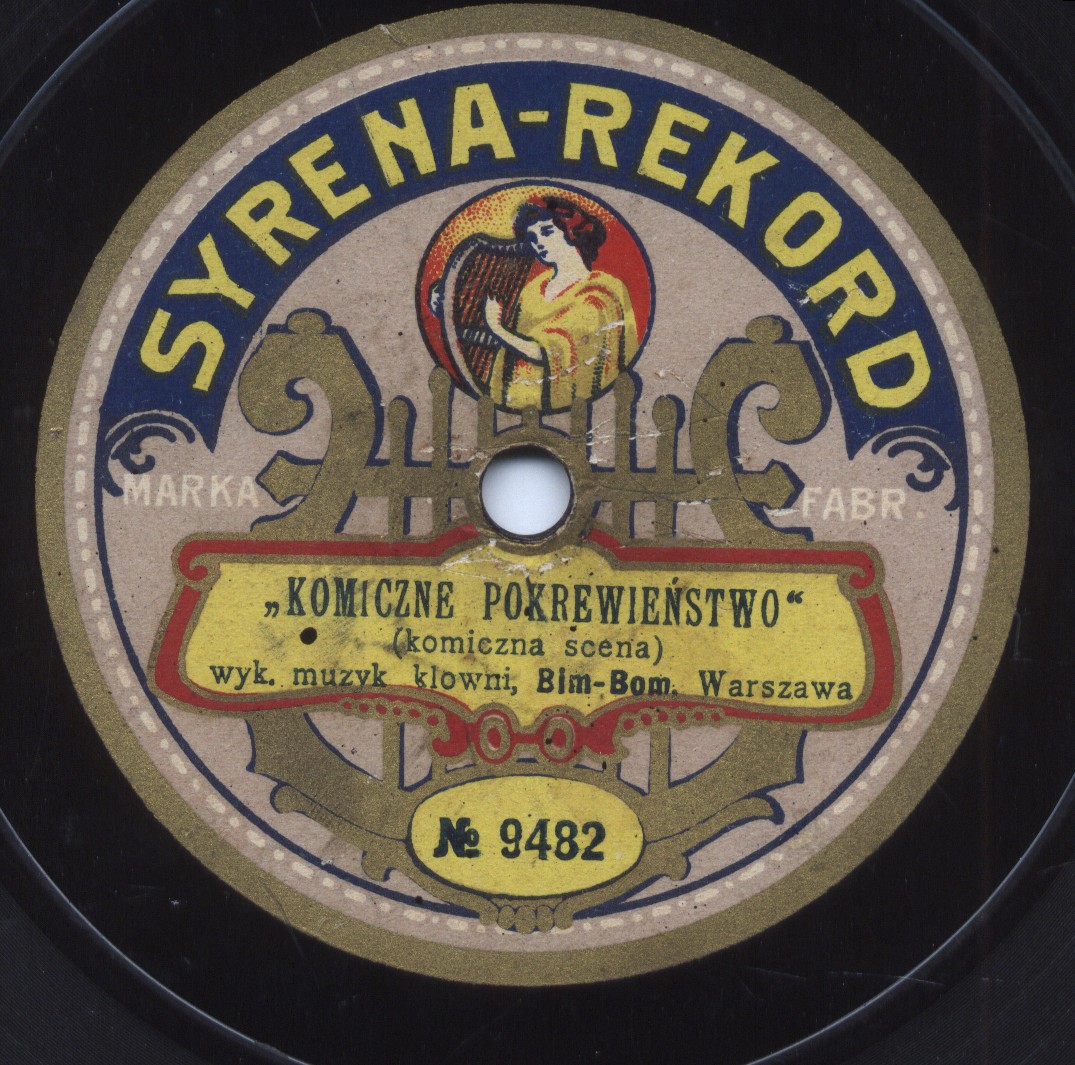 SYRENA-REKORD
MARKA FABR.
„KOMICZNE POKREWIEŃSTWO“
(komiczna scena)
wyk. muzyk klowni, Bim-Bom. Warszawa
№ 9482